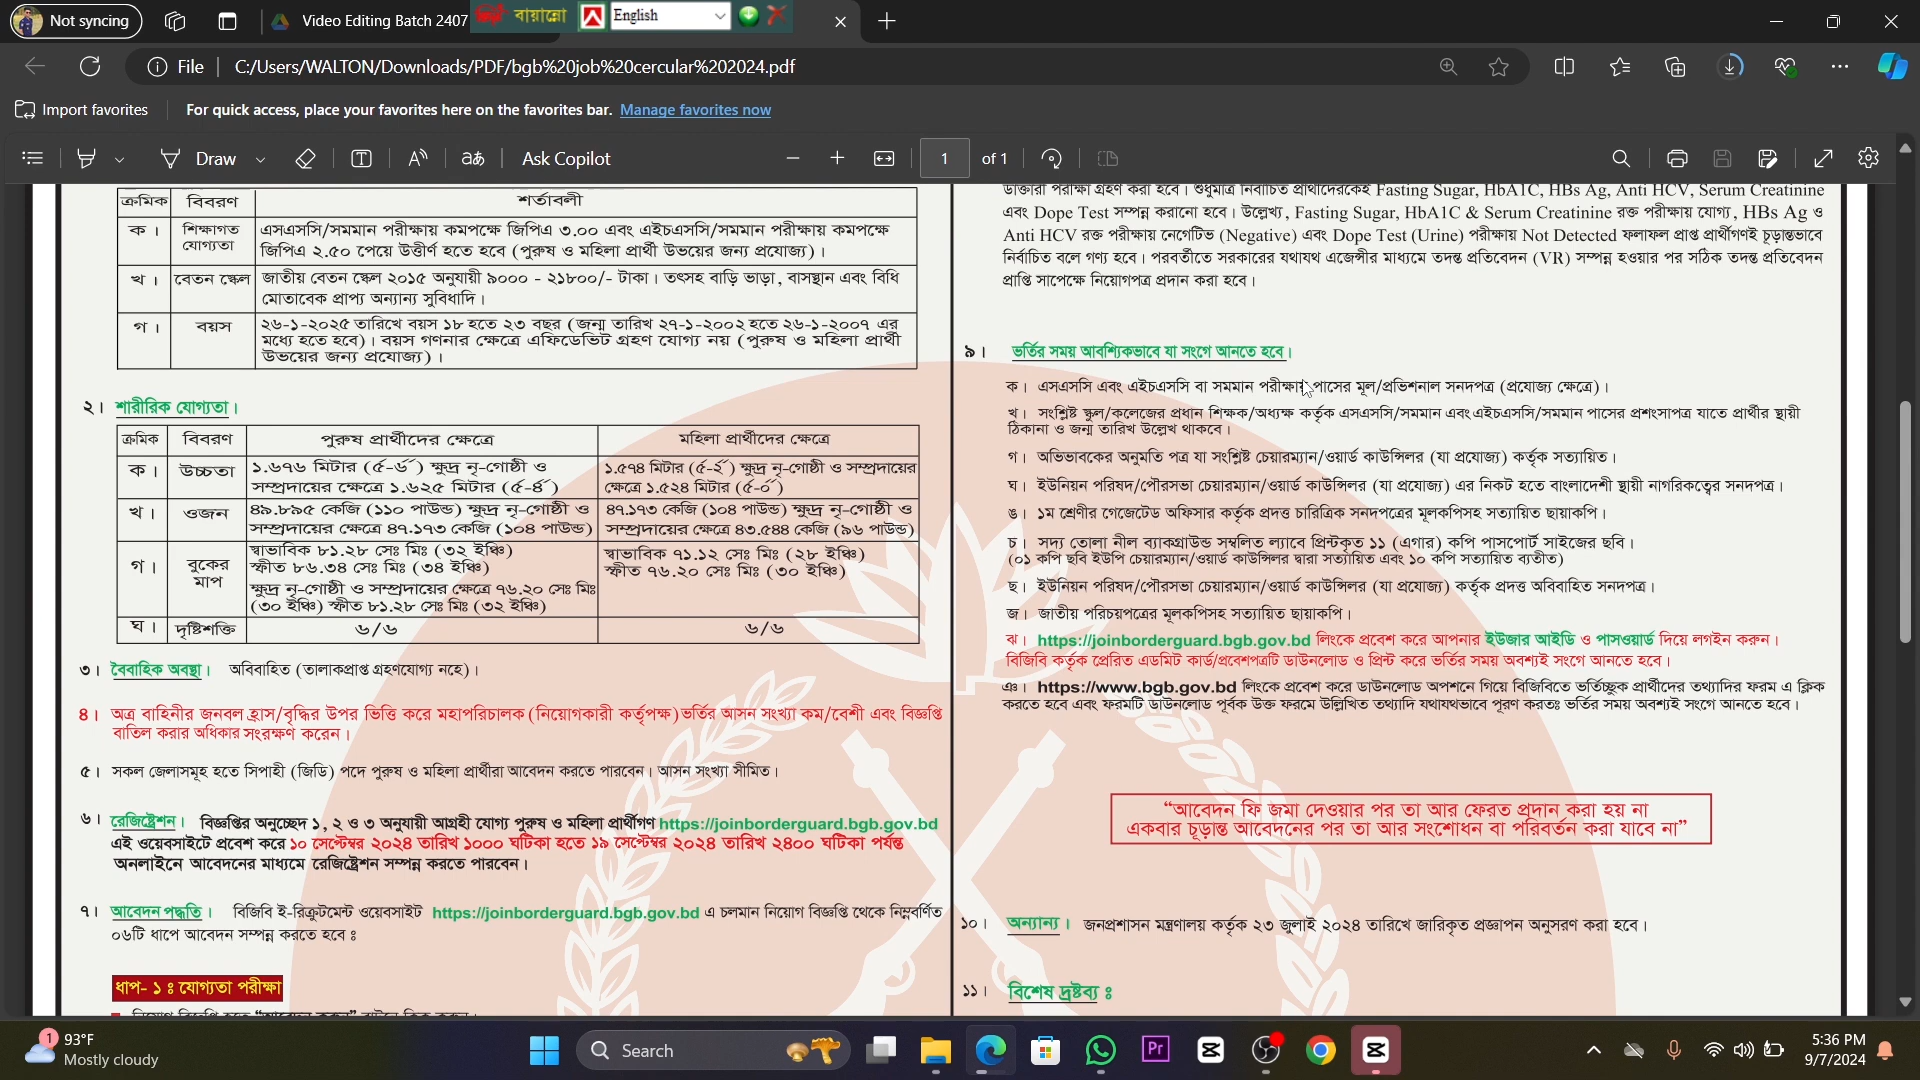 Not syncing
Video Editing Batch 2407
বায়ান্নো
English
File
C:/Users/WALTON/Downloads/PDF/bgb%20job%20cercular%202024.pdf
Import favorites
For quick access, place your favorites here on the favorites bar. Manage favorites now
Draw
Ask Copilot
1 of 1
ক্রমিক বিবরণ শর্তাবলী
ক। শিক্ষাগত যোগ্যতা
এসএসসি/সমমান পরীক্ষায় কমপক্ষে জিপিএ ৩.০০ এবং এইচএসসি/সমমান পরীক্ষায় কমপক্ষে
জিপিএ ২.৫০ পেয়ে উত্তীর্ণ হতে হবে (পুরুষ ও মহিলা প্রার্থী উভয়ের জন্য প্রযোজ্য)।
খ। বেতন স্কেল
জাতীয় বেতন স্কেল ২০১৫ অনুযায়ী ৯০০০ - ২১৮০০/- টাকা। তৎসহ বাড়ি ভাড়া, বাসস্থান এবং বিধি
মোতাবেক প্রাপ্য অন্যান্য সুবিধাদি।
গ। বয়স
২৬-১-২০২৫ তারিখে বয়স ১৮ হতে ২৩ বছর (জন্ম তারিখ ২৭-১-২০০২ হতে ২৬-১-২০০৭ এর
মধ্যে হতে হবে)। বয়স গণনার ক্ষেত্রে এফিডেভিট গ্রহণ যোগ্য নয় (পুরুষ ও মহিলা প্রার্থী
উভয়ের জন্য প্রযোজ্য)।
২। শারীরিক যোগ্যতা।
ক্রমিক বিবরণ পুরুষ প্রার্থীদের ক্ষেত্রে মহিলা প্রার্থীদের ক্ষেত্রে
ক। উচ্চতা
১.৬৭৬ মিটার (৫-৬˝) ক্ষুদ্র নৃ-গোষ্ঠী ও
সম্প্রদায়ের ক্ষেত্রে ১.৬২৫ মিটার (৫-৪˝)
১.৫৭৪ মিটার (৫-২˝) ক্ষুদ্র নৃ-গোষ্ঠী ও সম্প্রদায়ের
ক্ষেত্রে ১.৫২৪ মিটার (৫-০˝)
খ। ওজন
৪৯.৮৯৫ কেজি (১১০ পাউন্ড) ক্ষুদ্র নৃ-গোষ্ঠী ও
সম্প্রদায়ের ক্ষেত্রে ৪৭.১৭৩ কেজি (১০৪ পাউন্ড)
৪৭.১৭৩ কেজি (১০৪ পাউন্ড) ক্ষুদ্র নৃ-গোষ্ঠী ও
সম্প্রদায়ের ক্ষেত্রে ৪৩.৫৪৪ কেজি (৯৬ পাউন্ড)
গ। বুকের মাপ
স্বাভাবিক ৮১.২৮ সেঃ মিঃ (৩২ ইঞ্চি)
স্ফীত ৮৬.৩৪ সেঃ মিঃ (৩৪ ইঞ্চি)
ক্ষুদ্র নৃ-গোষ্ঠী ও সম্প্রদায়ের ক্ষেত্রে ৭৬.২০ সেঃ মিঃ
(৩০ ইঞ্চি) স্ফীত ৮১.২৮ সেঃ মিঃ (৩২ ইঞ্চি)
স্বাভাবিক ৭১.১২ সেঃ মিঃ (২৮ ইঞ্চি)
স্ফীত ৭৬.২০ সেঃ মিঃ (৩০ ইঞ্চি)
ঘ। দৃষ্টিশক্তি ৬/৬ ৬/৬
৩। বৈবাহিক অবস্থা। অবিবাহিত (তালাকপ্রাপ্ত গ্রহণযোগ্য নহে)।
৪। অত্র বাহিনীর জনবল হ্রাস/বৃদ্ধির উপর ভিত্তি করে মহাপরিচালক (নিয়োগকারী কর্তৃপক্ষ) ভর্তির আসন সংখ্যা কম/বেশী এবং বিজ্ঞপ্তি
বাতিল করার অধিকার সংরক্ষণ করেন।
৫। সকল জেলাসমূহ হতে সিপাহী (জিডি) পদে পুরুষ ও মহিলা প্রার্থীরা আবেদন করতে পারবেন। আসন সংখ্যা সীমিত।
৬। রেজিষ্ট্রেশন। বিজ্ঞপ্তির অনুচ্ছেদ ১, ২ ও ৩ অনুযায়ী আগ্রহী যোগ্য পুরুষ ও মহিলা প্রার্থীগণ https://joinborderguard.bgb.gov.bd
এই ওয়েবসাইটে প্রবেশ করে ১০ সেপ্টেম্বর ২০২৪ তারিখ ১০০০ ঘটিকা হতে ১৯ সেপ্টেম্বর ২০২৪ তারিখ ২৪০০ ঘটিকা পর্যন্ত
অনলাইনে আবেদনের মাধ্যমে রেজিষ্ট্রেশন সম্পন্ন করতে পারবেন।
৭। আবেদন পদ্ধতি। বিজিবি ই-রিক্রুটমেন্ট ওয়েবসাইট https://joinborderguard.bgb.gov.bd এ চলমান নিয়োগ বিজ্ঞপ্তি থেকে নিম্নবর্ণিত
০৬টি ধাপে আবেদন সম্পন্ন করতে হবে ঃ
ধাপ- ১ ঃ যোগ্যতা পরীক্ষা
ডাক্তারী পরীক্ষা গ্রহণ করা হবে। শুধুমাত্র নির্বাচিত প্রার্থীদেরকেই Fasting Sugar, HbA1C, HBs Ag, Anti HCV, Serum Creatinine
এবং Dope Test সম্পন্ন করানো হবে। উল্লেখ্য, Fasting Sugar, HbA1C & Serum Creatinine রক্ত পরীক্ষায় যোগ্য, HBs Ag ও
Anti HCV রক্ত পরীক্ষায় নেগেটিভ (Negative) এবং Dope Test (Urine) পরীক্ষায় Not Detected ফলাফল প্রাপ্ত প্রার্থীগণই চূড়ান্তভাবে
নির্বাচিত বলে গণ্য হবে। পরবর্তীতে সরকারের যথাযথ এজেন্সীর মাধ্যমে তদন্ত প্রতিবেদন (VR) সম্পন্ন হওয়ার পর সঠিক তদন্ত প্রতিবেদন
প্রাপ্তি সাপেক্ষে নিয়োগপত্র প্রদান করা হবে।
৯। ভর্তির সময় আবশ্যিকভাবে যা সংগে আনতে হবে।
ক। এসএসসি এবং এইচএসসি বা সমমান পরীক্ষায় পাসের মূল/প্রভিশনাল সনদপত্র (প্রযোজ্য ক্ষেত্রে)।
খ। সংশ্লিষ্ট স্কুল/কলেজের প্রধান শিক্ষক/অধ্যক্ষ কর্তৃক এসএসসি/সমমান এবং এইচএসসি/সমমান পাসের প্রশংসাপত্র যাতে প্রার্থীর স্থায়ী
ঠিকানা ও জন্ম তারিখ উল্লেখ থাকবে।
গ। অভিভাবকের অনুমতি পত্র যা সংশ্লিষ্ট চেয়ারম্যান/ওয়ার্ড কাউন্সিলর (যা প্রযোজ্য) কর্তৃক সত্যায়িত।
ঘ। ইউনিয়ন পরিষদ/পৌরসভা চেয়ারম্যান/ওয়ার্ড কাউন্সিলর (যা প্রযোজ্য) এর নিকট হতে বাংলাদেশী স্থায়ী নাগরিকত্বের সনদপত্র।
ঙ। ১ম শ্রেণীর গেজেটেড অফিসার কর্তৃক প্রদত্ত চারিত্রিক সনদপত্রের মূলকপিসহ সত্যায়িত ছায়াকপি।
চ। সদ্য তোলা নীল ব্যাকগ্রাউন্ড সম্বলিত ল্যাবে প্রিন্টকৃত ১১ (এগার) কপি পাসপোর্ট সাইজের ছবি।
(০১ কপি ছবি ইউপি চেয়ারম্যান/ওয়ার্ড কাউন্সিলর দ্বারা সত্যায়িত এবং ১০ কপি সত্যায়িত ব্যতীত)
ছ। ইউনিয়ন পরিষদ/পৌরসভা চেয়ারম্যান/ওয়ার্ড কাউন্সিলর (যা প্রযোজ্য) কর্তৃক প্রদত্ত অবিবাহিত সনদপত্র।
জ। জাতীয় পরিচয়পত্রের মূলকপিসহ সত্যায়িত ছায়াকপি।
ঝ। https://joinborderguard.bgb.gov.bd লিংকে প্রবেশ করে আপনার ইউজার আইডি ও পাসওয়ার্ড দিয়ে লগইন করুন।
বিজিবি কর্তৃক প্রেরিত এডমিট কার্ড/প্রবেশপত্রটি ডাউনলোড ও প্রিন্ট করে ভর্তির সময় অবশ্যই সংগে আনতে হবে।
ঞ। https://www.bgb.gov.bd লিংকে প্রবেশ করে ডাউনলোড অপশনে গিয়ে বিজিবিতে ভর্তিচ্ছুক প্রার্থীদের তথ্যাদির ফরম এ ক্লিক
করতে হবে এবং ফরমটি ডাউনলোড পূর্বক উক্ত ফরমে উল্লিখিত তথ্যাদি যথাযথভাবে পূরণ করতঃ ভর্তির সময় অবশ্যই সংগে আনতে হবে।
“আবেদন ফি জমা দেওয়ার পর তা আর ফেরত প্রদান করা হয় না
একবার চূড়ান্ত আবেদনের পর তা আর সংশোধন বা পরিবর্তন করা যাবে না”
১০। অন্যান্য। জনপ্রশাসন মন্ত্রণালয় কর্তৃক ২৩ জুলাই ২০২৪ তারিখে জারিকৃত প্রজ্ঞাপন অনুসরণ করা হবে।
১১। বিশেষ দ্রষ্টব্য ঃ
1
93°F
Mostly cloudy
Search
Pr
5:36 PM
9/7/2024